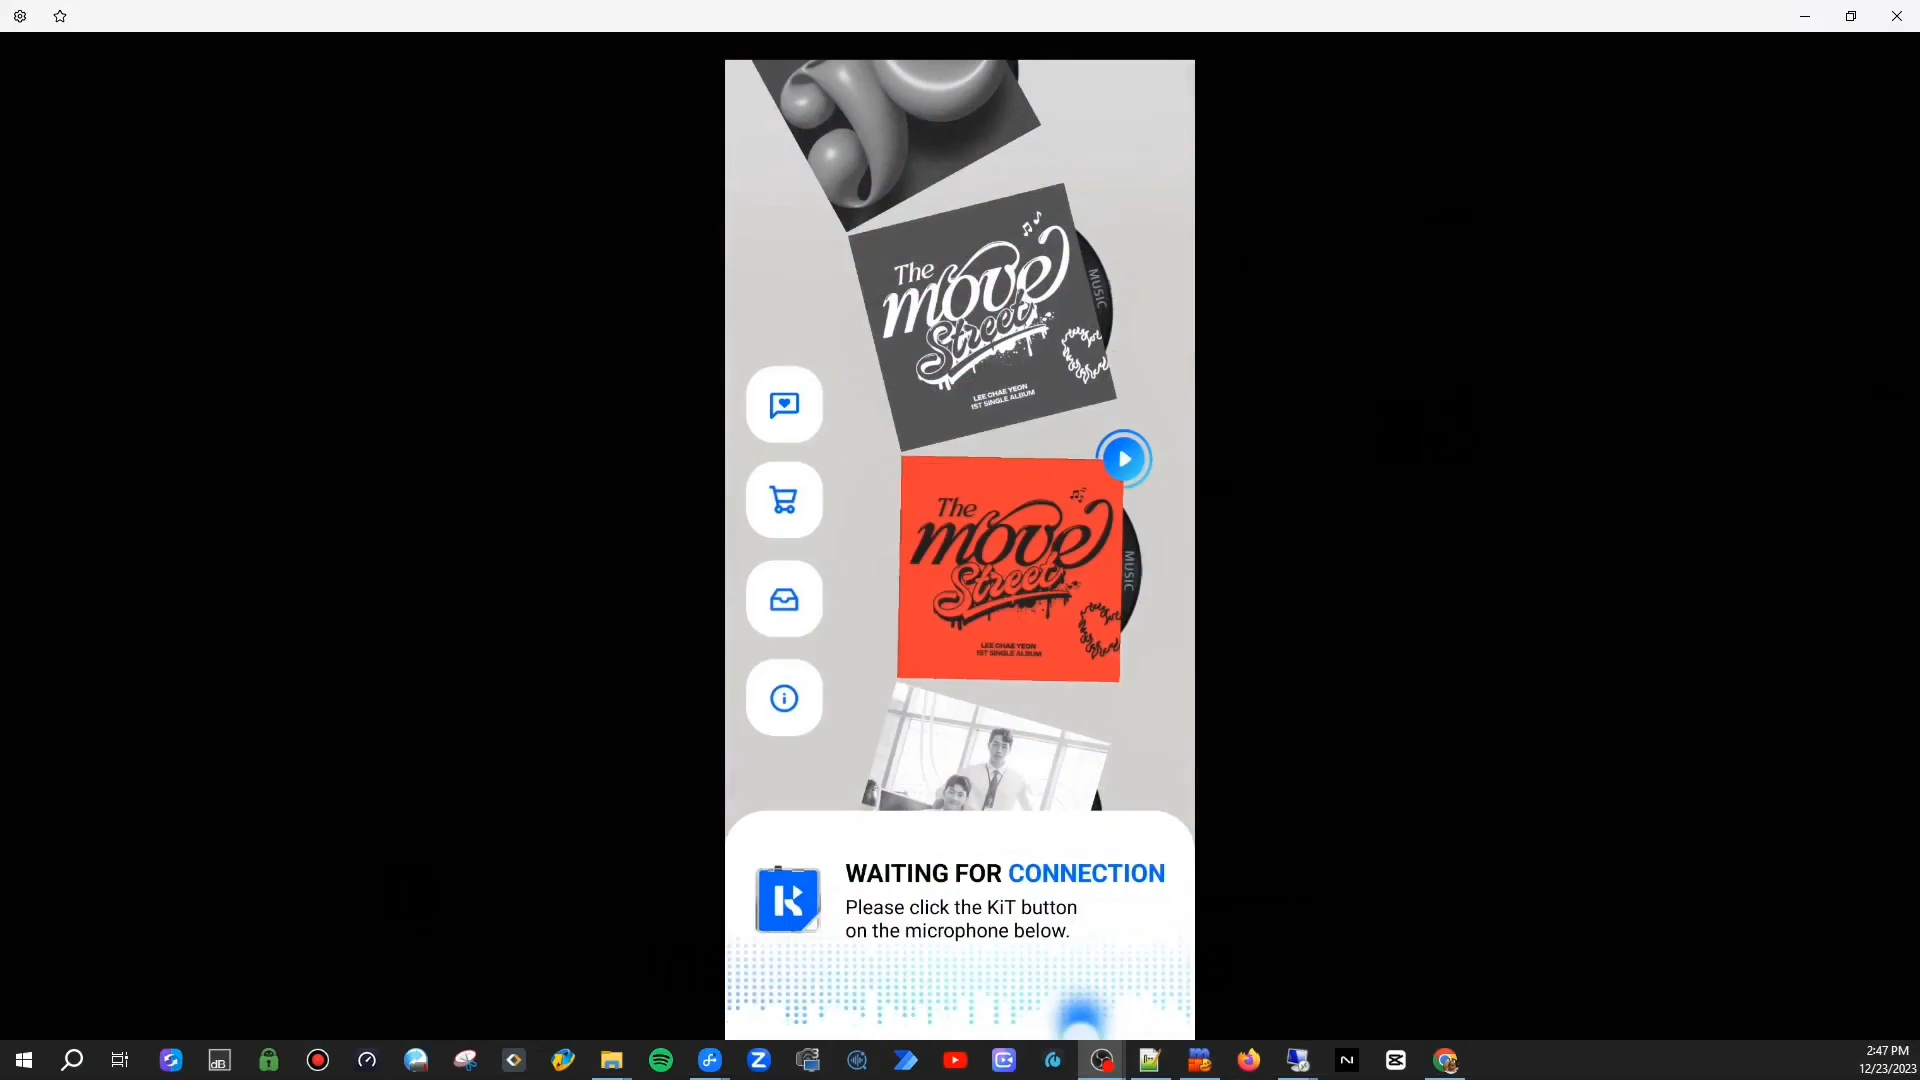 The
move
Street
MUSIC
LEE CHAE YEON
1ST SINGLE ALBUM
The
move
Street
MUSIC
LEE CHAE YEON
1ST SINGLE ALBUM
WAITING FOR CONNECTION
Please click the KiT button
on the microphone below.
dB
2:47 PM
12/23/2023